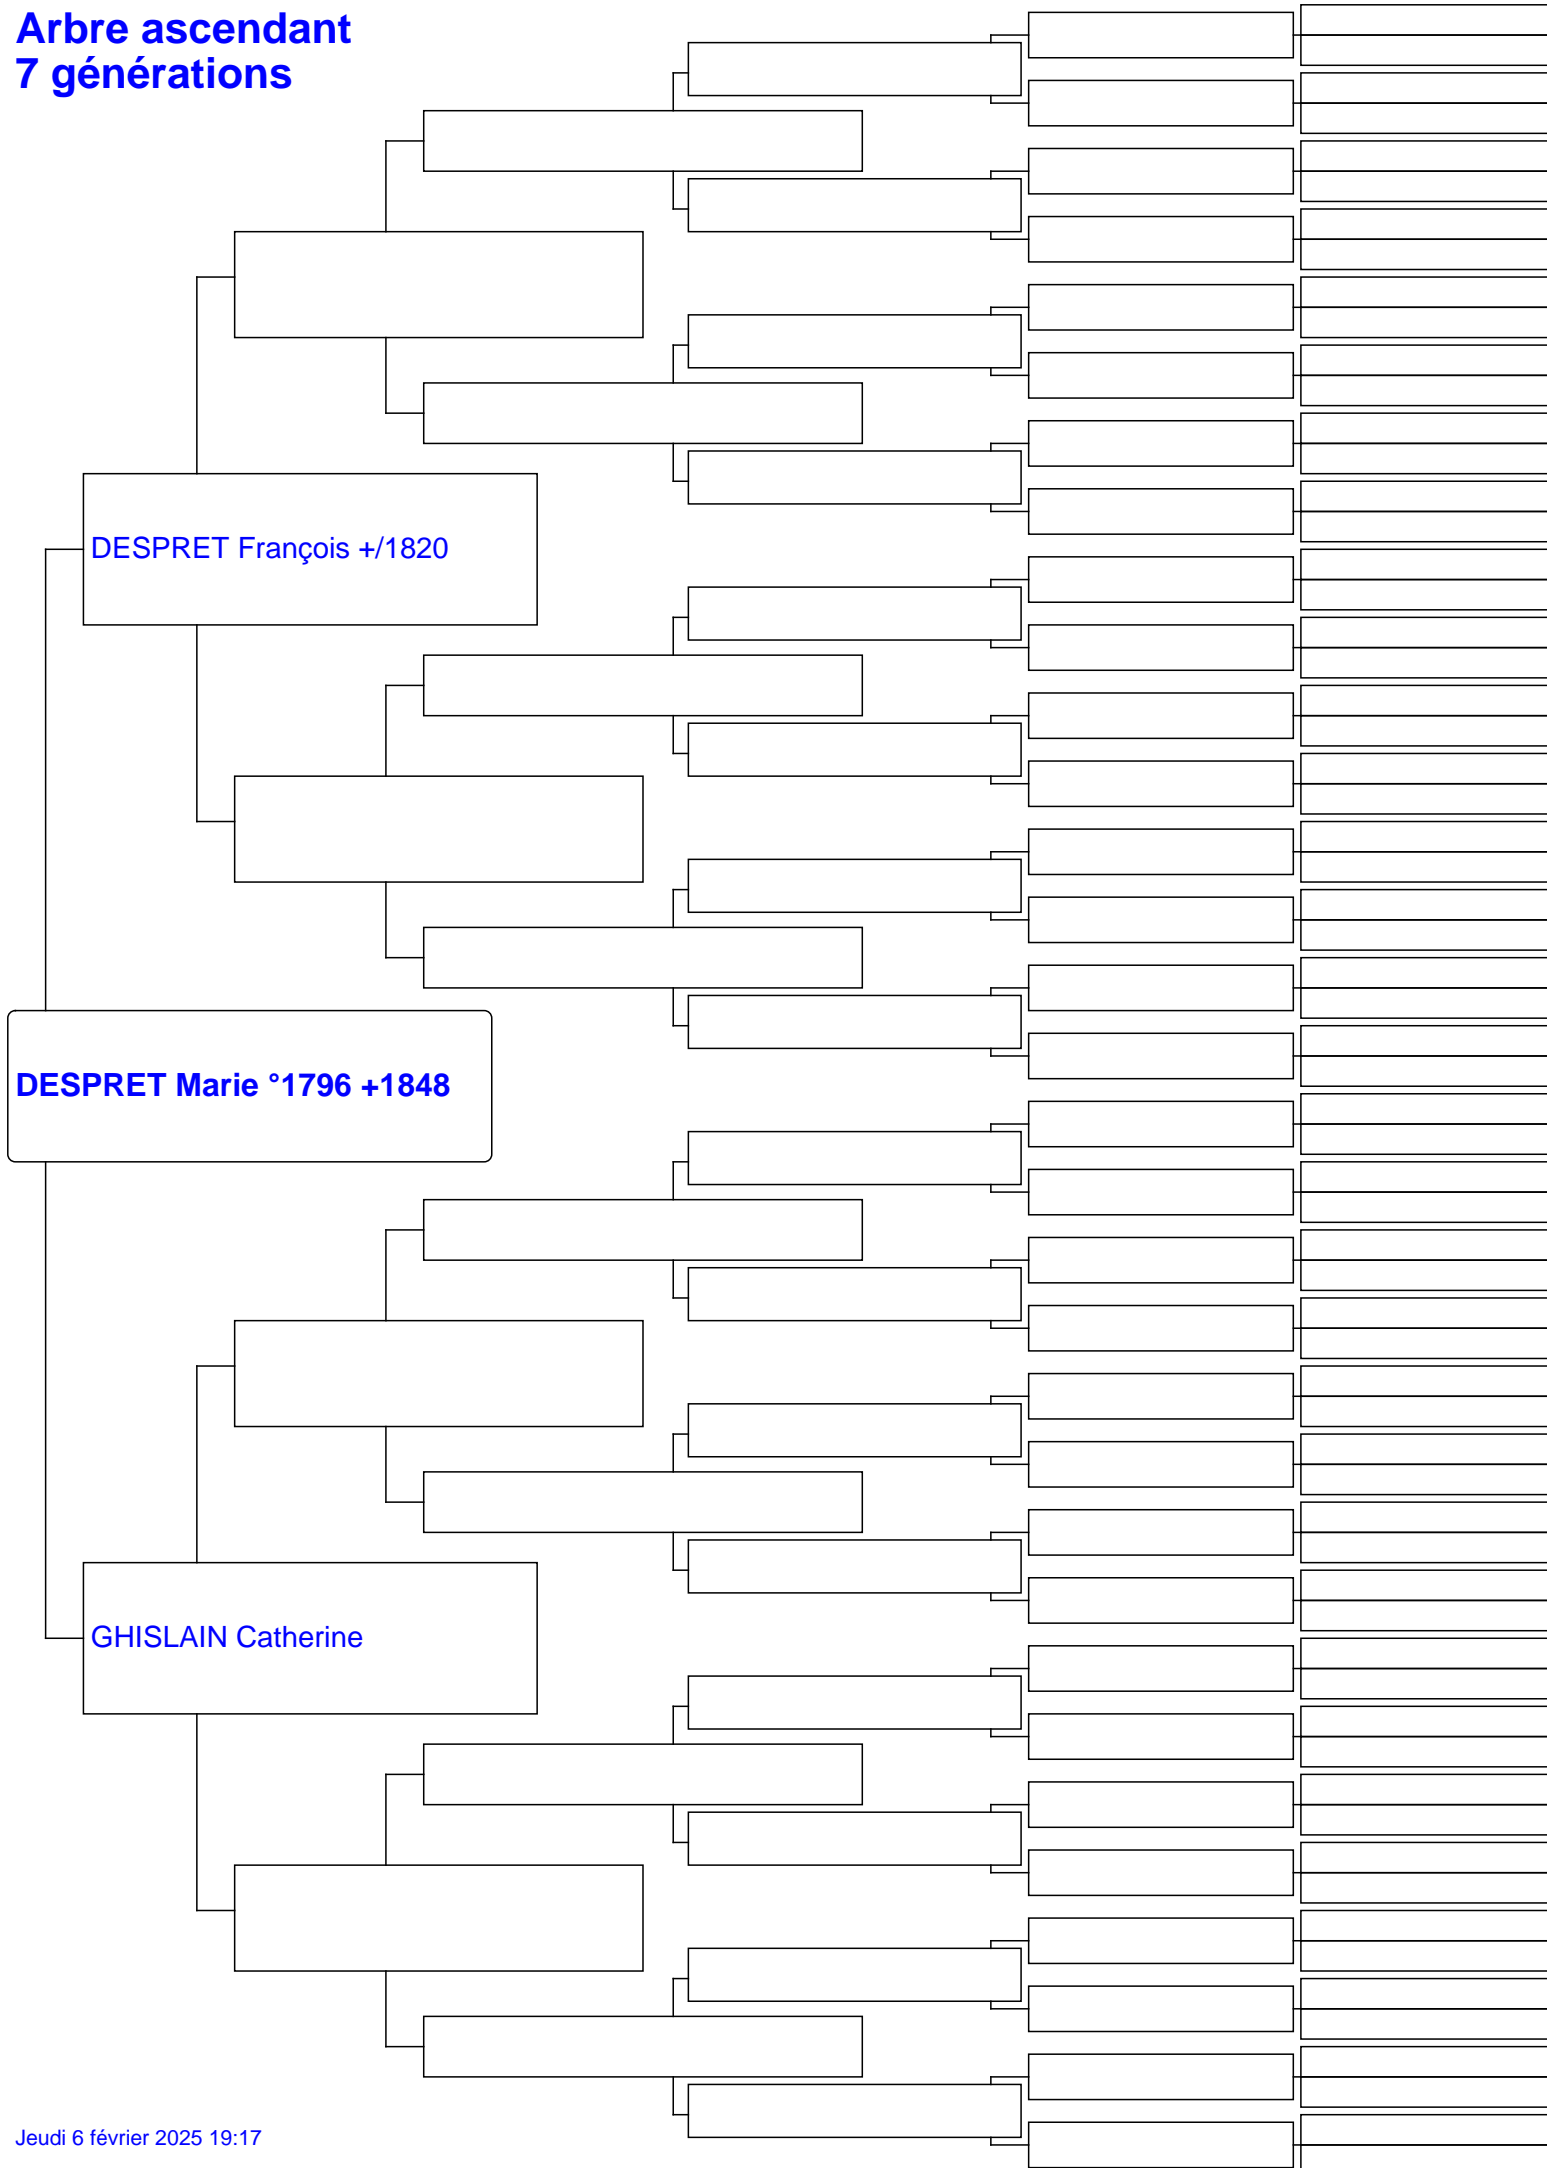 Arbre ascendant
7 générations
DESPRET François +/1820
DESPRET Marie °1796 +1848
GHISLAIN Catherine
Jeudi 6 février 2025 19:17